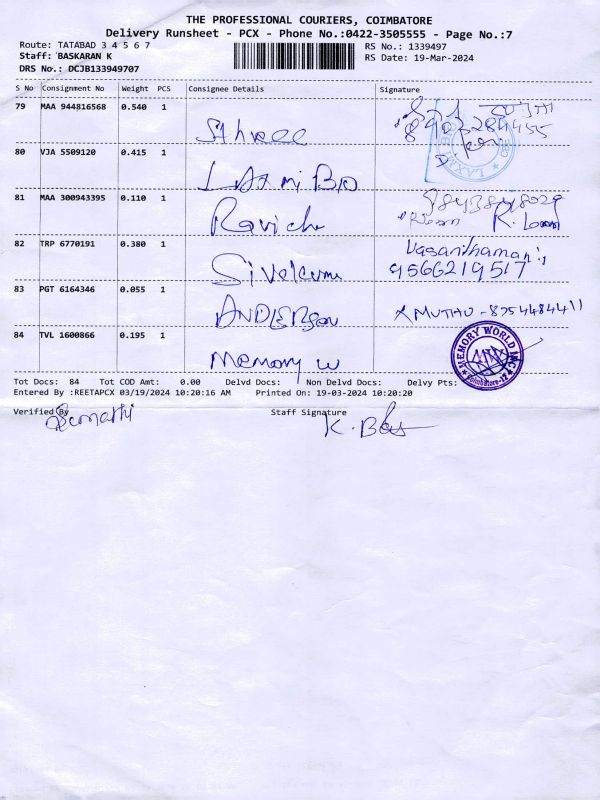 THE PROFESSIONAL COURIERS, COIMBATORE
Delivery Runsheet - PCX - Phone No.:0422-3505555 - Page No.:7
Route: TATABAD 3 4 5 6 7
RS No.: 1339497
Staff: BASKARAN K
RS Date: 19-Mar-2024
DRS No.: DCJB133949707
S No Consignment No Weight PCS Consignee Details Signature
79 MAA 944816568 0.540 1
Sthree
80 VJA 5509120 0.415 1
Laxmi
81 MAA 300943395 0.110 1
Ravich
82 TRP 6770191 0.380 1
Vasanthamani
9566219517
83 PGT 6164346 0.055 1
ANDERSON
MUTHU - 8754484411
84 TVL 1600866 0.195 1
Memory w
MEMORY WORLD INC
Coimbatore-12
Tot Docs: 84 Tot COD Amt: 0.00 Delvd Docs: Non Delvd Docs: Delvy Pts:
Entered By :REETAPCX 03/19/2024 10:20:16 AM Printed On: 19-03-2024 10:20:20
Verified By
Staff Signature